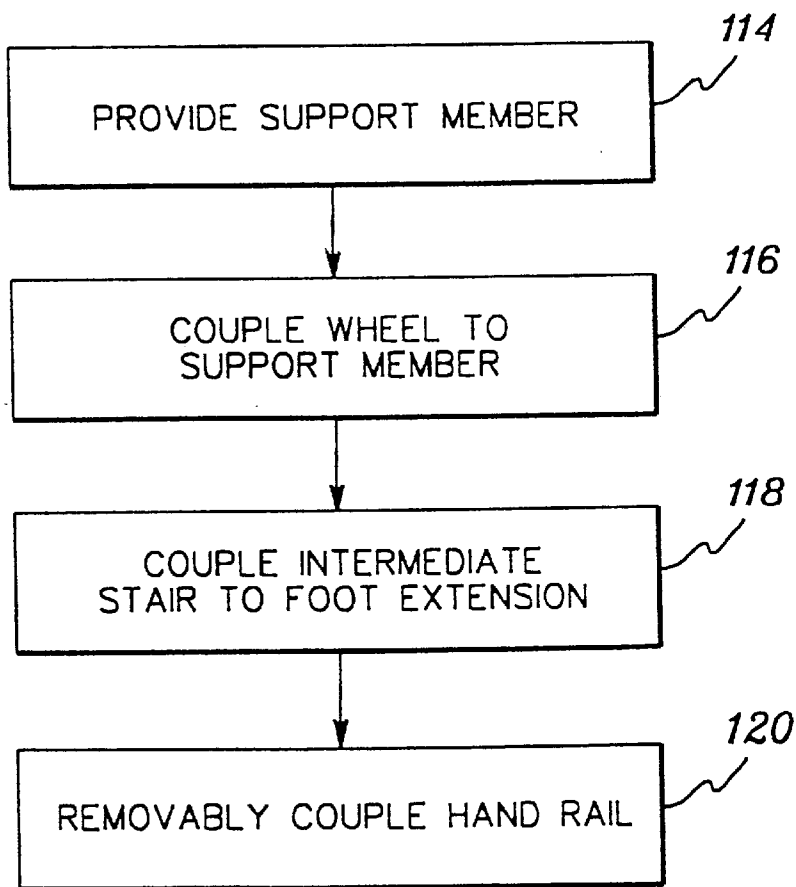 114
PROVIDE SUPPORT MEMBER
116
COUPLE WHEEL TO
SUPPORT MEMBER
118
COUPLE INTERMEDIATE
STAIR TO FOOT EXTENSION
120
REMOVABLY COUPLE HAND RAIL